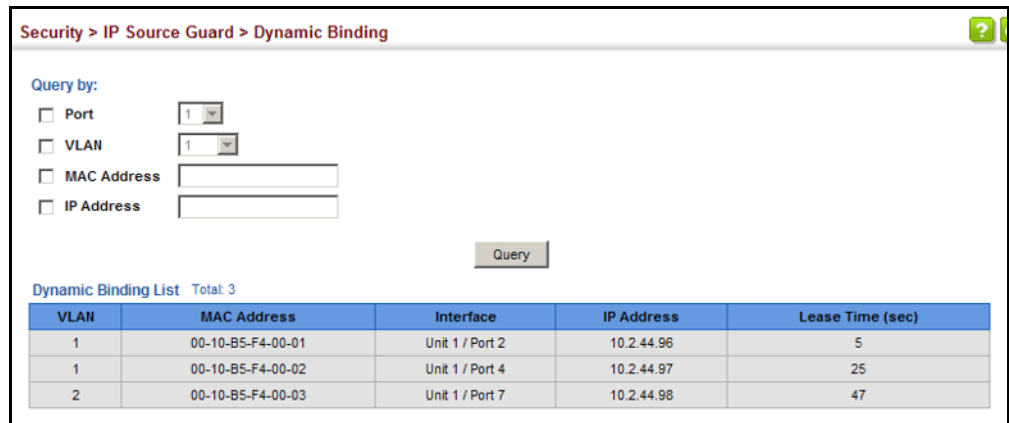 Security > IP Source Guard > Dynamic Binding
?
Query by:
Port 1
VLAN 1
MAC Address
IP Address
Query
Dynamic Binding List Total: 3
VLAN MAC Address Interface IP Address Lease Time (sec)
1 00-10-B5-F4-00-01 Unit 1 / Port 2 10.2.44.96 5
1 00-10-B5-F4-00-02 Unit 1 / Port 4 10.2.44.97 25
2 00-10-B5-F4-00-03 Unit 1 / Port 7 10.2.44.98 47